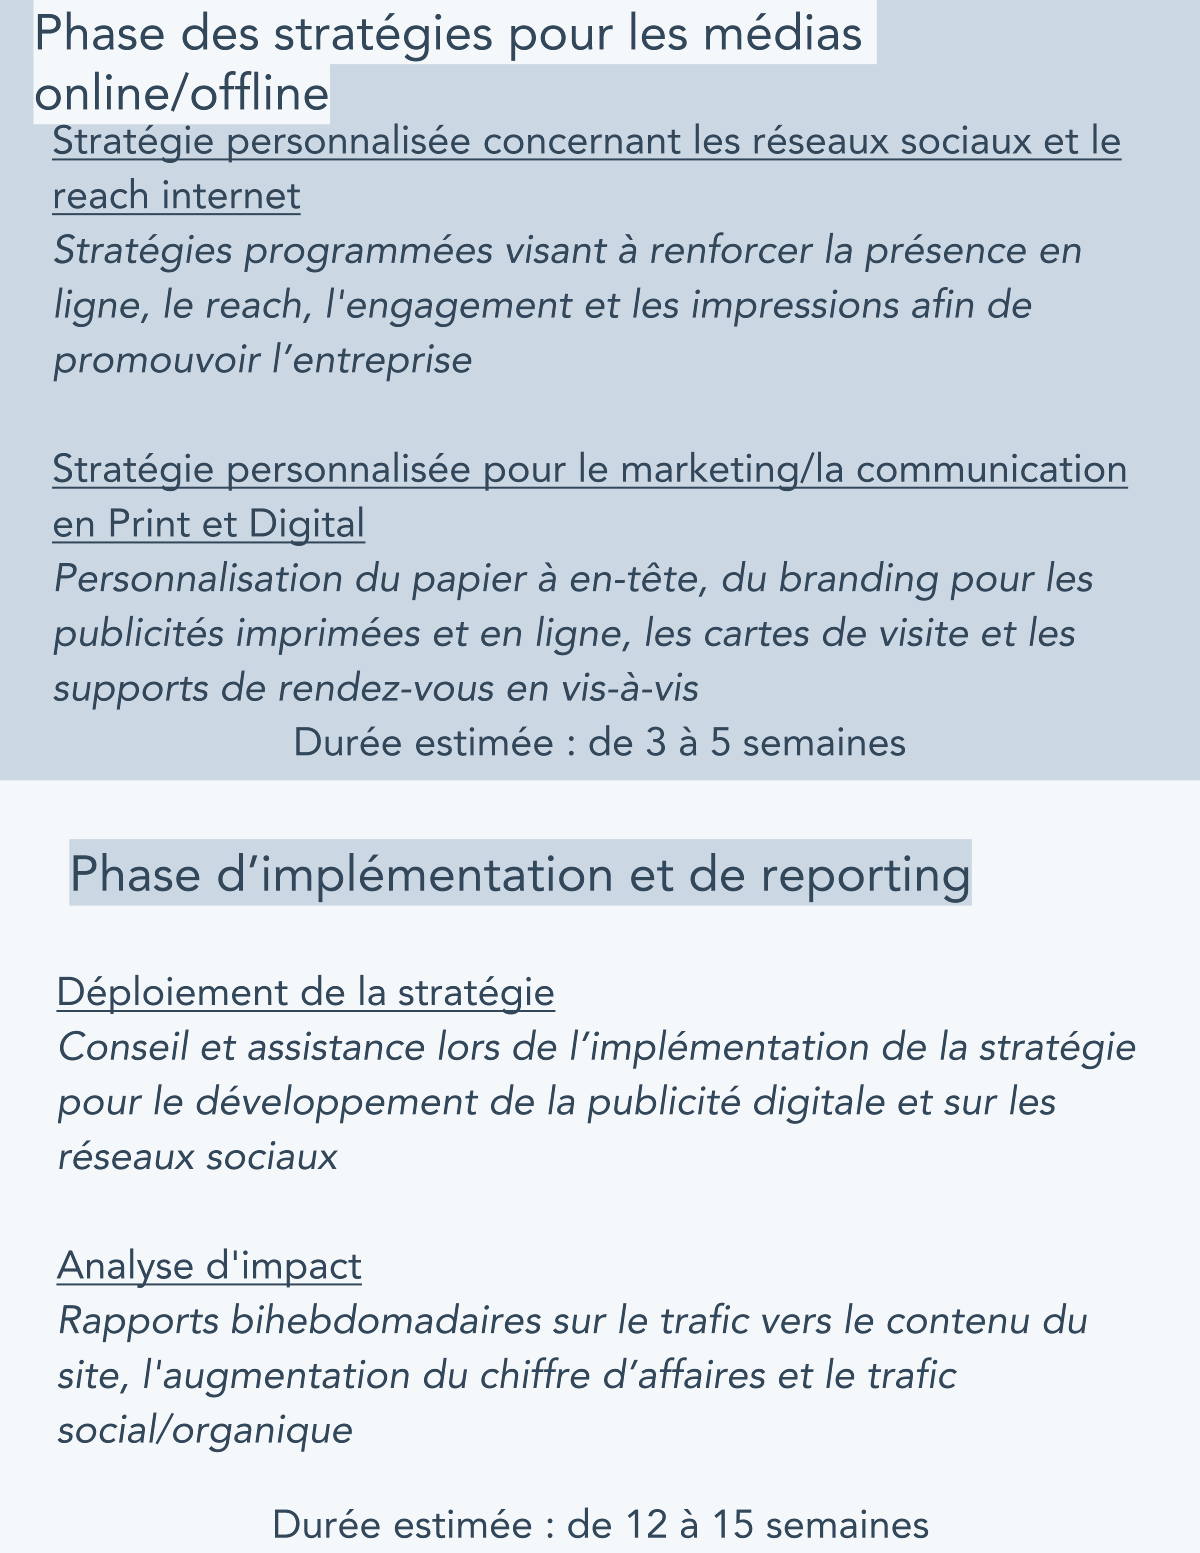 Phase des stratégies pour les médias
online/offline
Stratégie personnalisée concernant les réseaux sociaux et le
reach internet
Stratégies programmées visant à renforcer la présence en
ligne, le reach, l'engagement et les impressions afin de
promouvoir l’entreprise
Stratégie personnalisée pour le marketing/la communication
en Print et Digital
Personnalisation du papier à en-tête, du branding pour les
publicités imprimées et en ligne, les cartes de visite et les
supports de rendez-vous en vis-à-vis
Durée estimée : de 3 à 5 semaines
Phase d’implémentation et de reporting
Déploiement de la stratégie
Conseil et assistance lors de l’implémentation de la stratégie
pour le développement de la publicité digitale et sur les
réseaux sociaux
Analyse d'impact
Rapports bihebdomadaires sur le trafic vers le contenu du
site, l'augmentation du chiffre d’affaires et le trafic
social/organique
Durée estimée : de 12 à 15 semaines